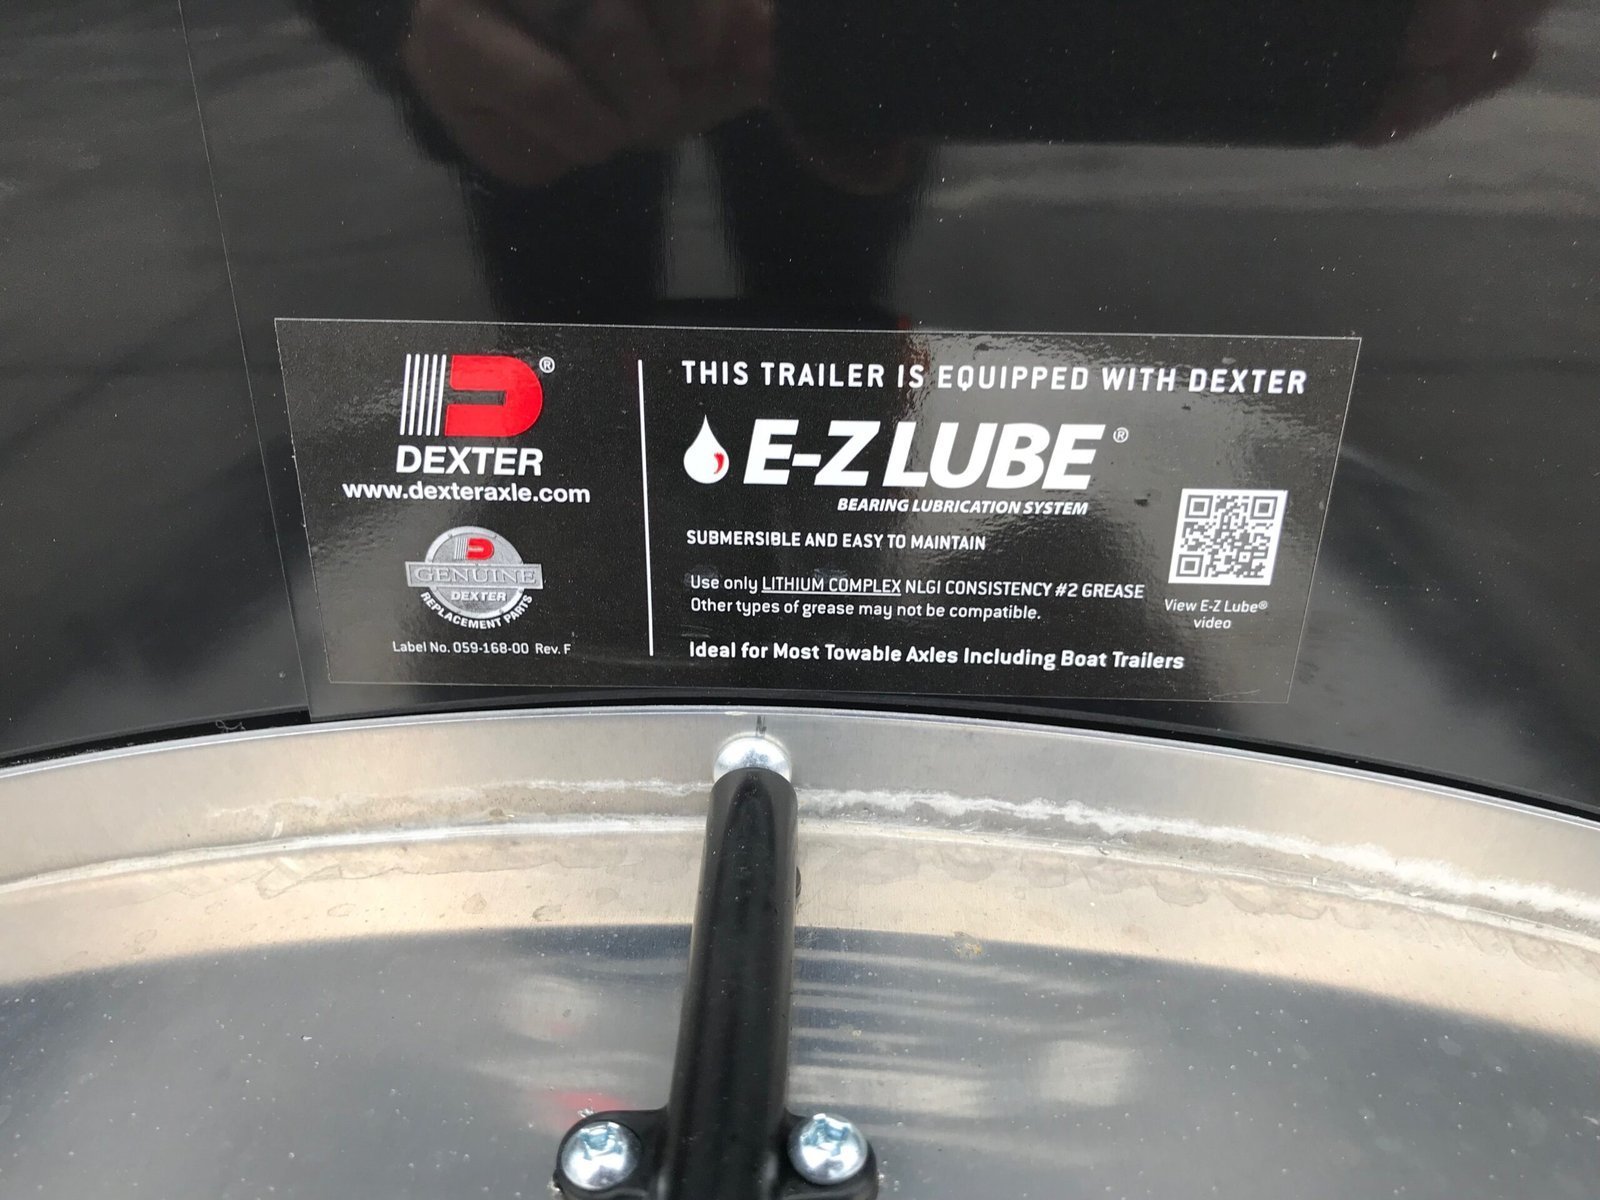 DEXTER
www.dexteraxle.com
GENUINE
DEXTER
REPLACEMENT PARTS
Label No. 059-168-00 Rev. F
THIS TRAILER IS EQUIPPED WITH DEXTER
E-Z LUBE®
BEARING LUBRICATION SYSTEM
SUBMERSIBLE AND EASY TO MAINTAIN
Use only LITHIUM COMPLEX NLGI CONSISTENCY #2 GREASE
Other types of grease may not be compatible.
Ideal for Most Towable Axles Including Boat Trailers
View E-Z Lube®
video